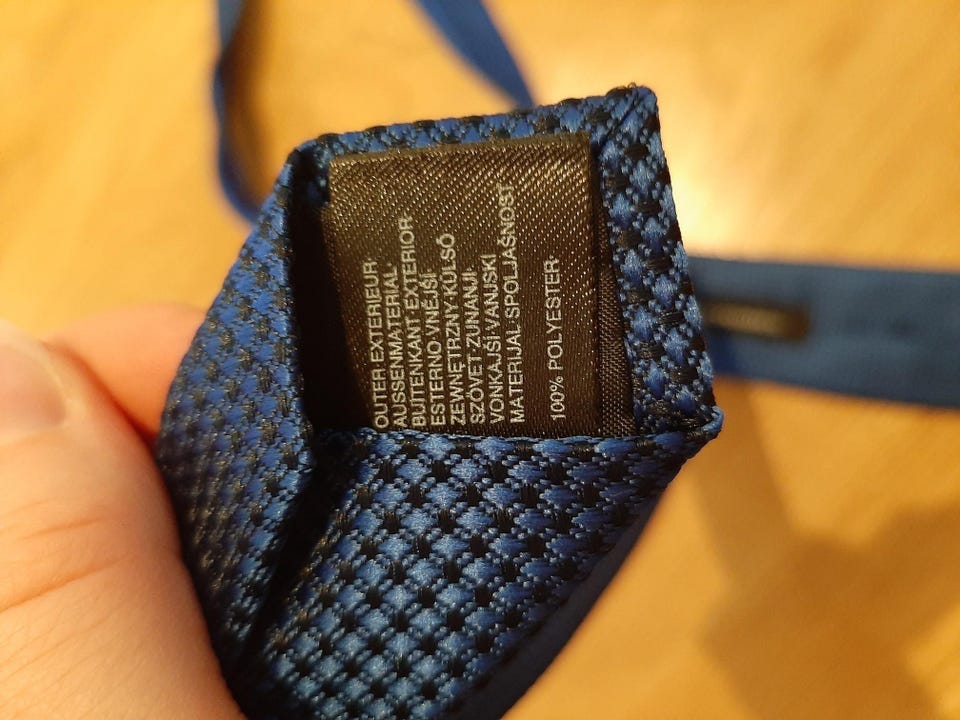 OUTER·EXTERIEUR·
AUSSENMATERIAL·
BUITENKANT·EXTERIOR·
ESTERNO·VNĚJŠÍ·
ZEWNĘTRZNY·KÜLSŐ
SZÖVET·ZUNANJI·
VONKAJŠÍ·VANJSKI
MATERIJAL·SPOLJAŠNOST
100% POLYESTER·